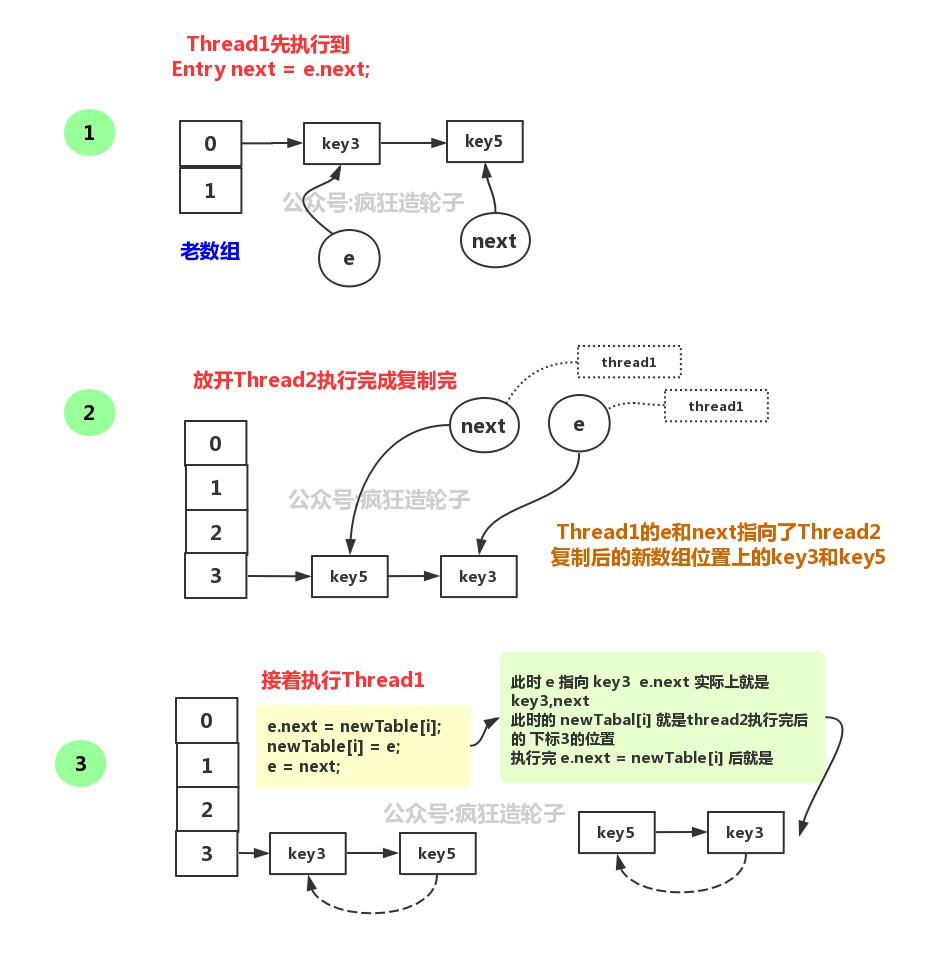 Thread1先执行到
Entry next = e.next;
1
0
key3
key5
1
公众号:疯狂造轮子
老数组
e
next
thread1
放开Thread2执行完成复制完
thread1
2
next
e
0
1
公众号:疯狂造轮子
2
Thread1的e和next指向了Thread2
复制后的新数组位置上的key3和key5
3
key5
key3
接着执行Thread1
此时 e 指向 key3 e.next 实际上就是
key3,next
此时的 newTabal[i] 就是thread2执行完后
的 下标3的位置
执行完 e.next = newTable[i] 后就是
0
e.next = newTable[i];
newTable[i] = e;
e = next;
3
1
2
公众号:疯狂造轮子
3
key3
key5
key5
key3